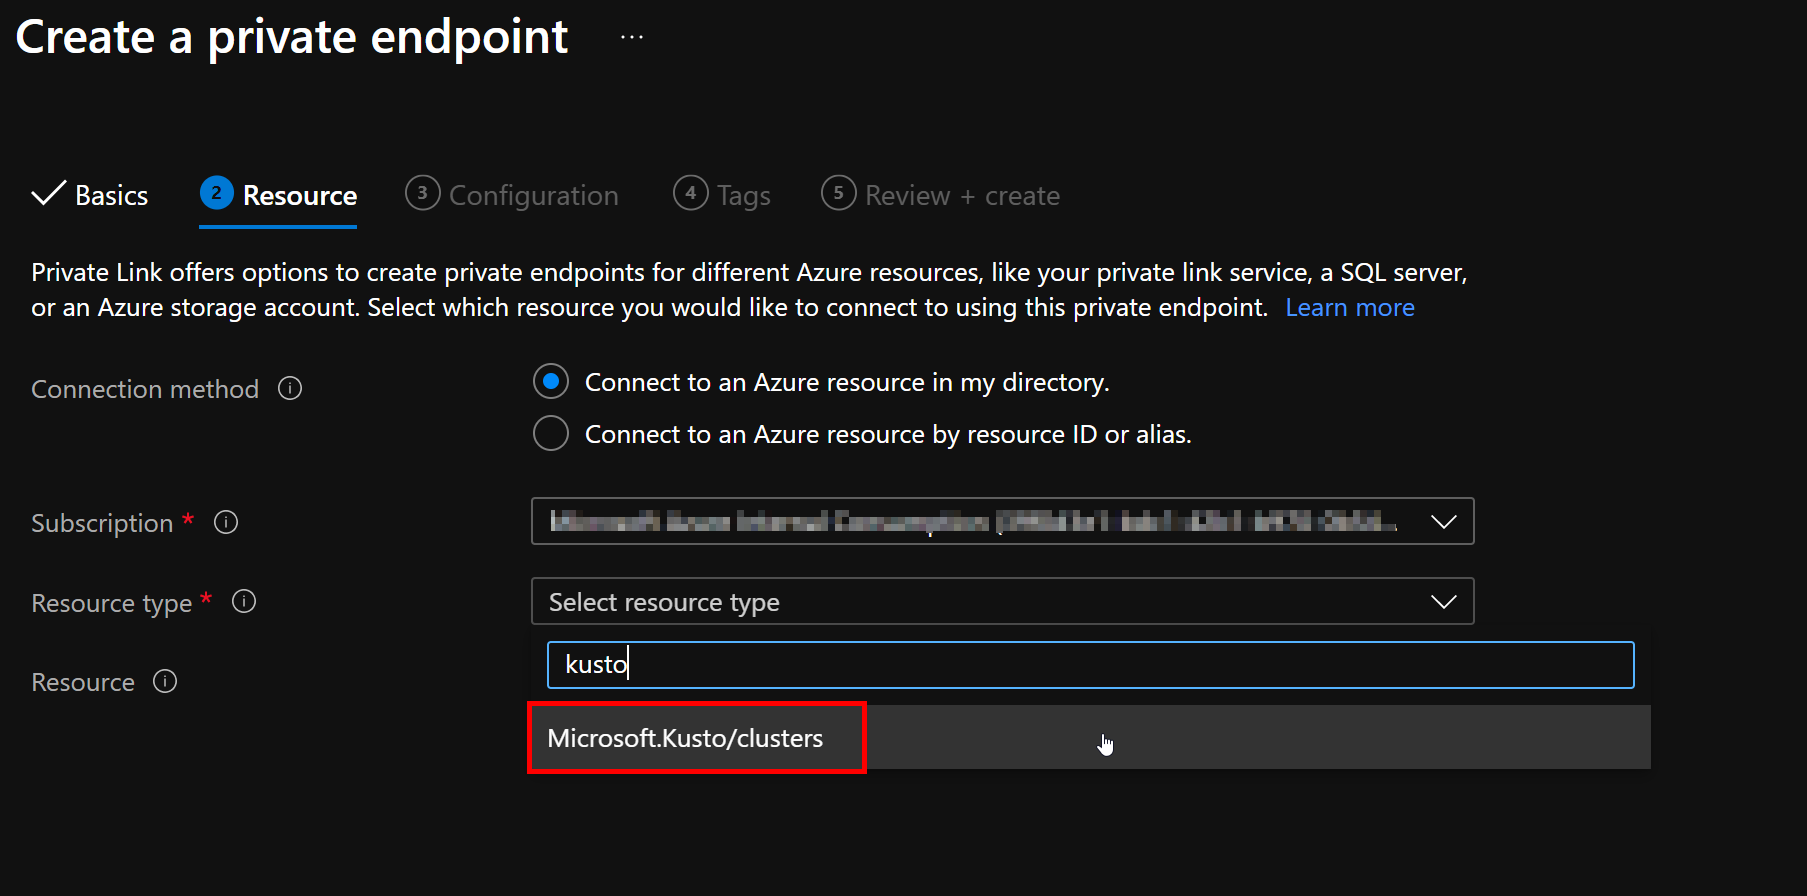 Create a private endpoint ...
Basics 2 Resource 3 Configuration 4 Tags 5 Review + create
Private Link offers options to create private endpoints for different Azure resources, like your private link service, a SQL server,
or an Azure storage account. Select which resource you would like to connect to using this private endpoint. Learn more
Connection method
Connect to an Azure resource in my directory.
Connect to an Azure resource by resource ID or alias.
Subscription *
Resource type *
Select resource type
kusto
Resource
Microsoft.Kusto/clusters